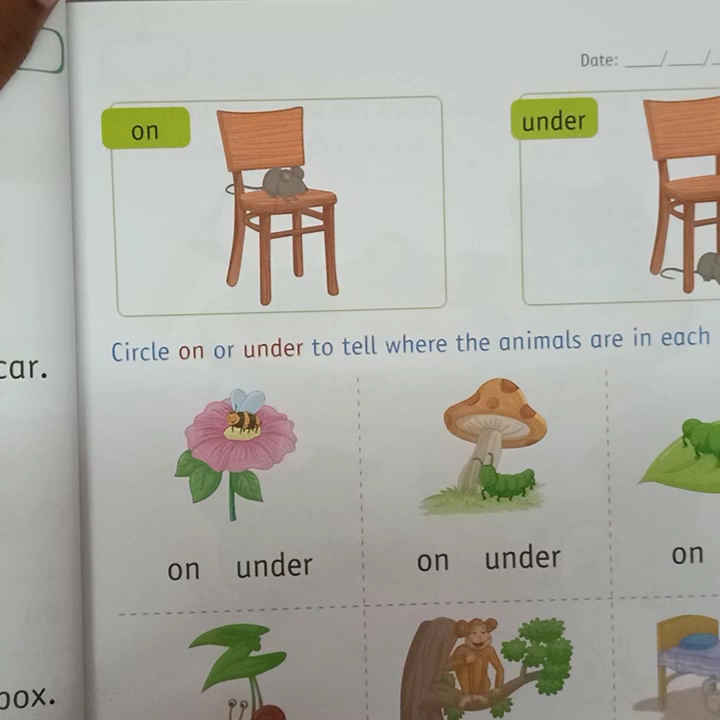 Date: ___/___/_
on
under
Circle on or under to tell where the animals are in each
car.
on under
on under
on
box.